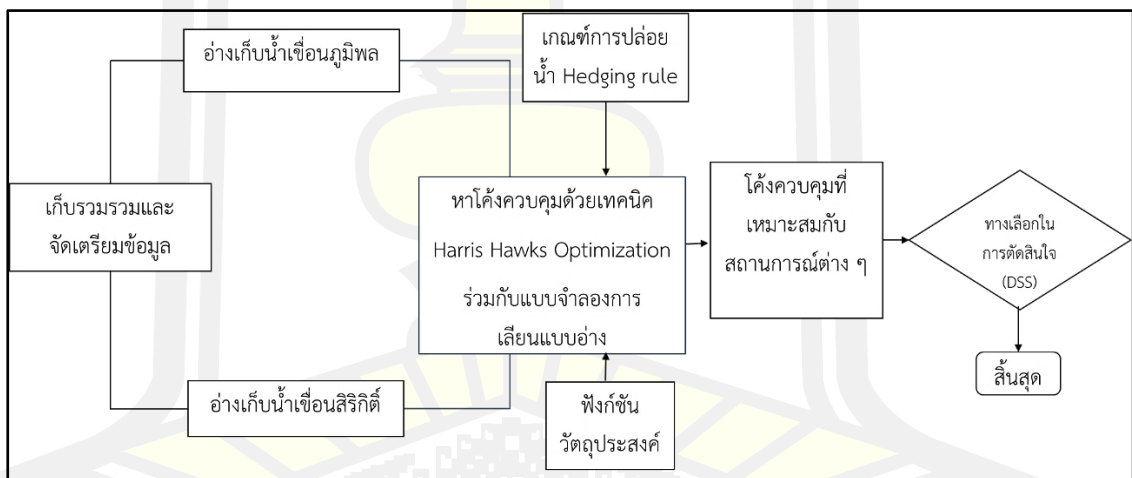 อ่างเก็บน้ำเขื่อนภูมิพล
เกณฑ์การปล่อย
น้ำ Hedging rule
เก็บรวมรวมและ
จัดเตรียมข้อมูล
หาโค้งควบคุมด้วยเทคนิค
Harris Hawks Optimization
ร่วมกับแบบจำลองการ
เลียนแบบอ่าง
โค้งควบคุมที่
เหมาะสมกับ
สถานการณ์ต่าง ๆ
ทางเลือกใน
การตัดสินใจ
(DSS)
สิ้นสุด
อ่างเก็บน้ำเขื่อนสิริกิติ์
ฟังก์ชัน
วัตถุประสงค์